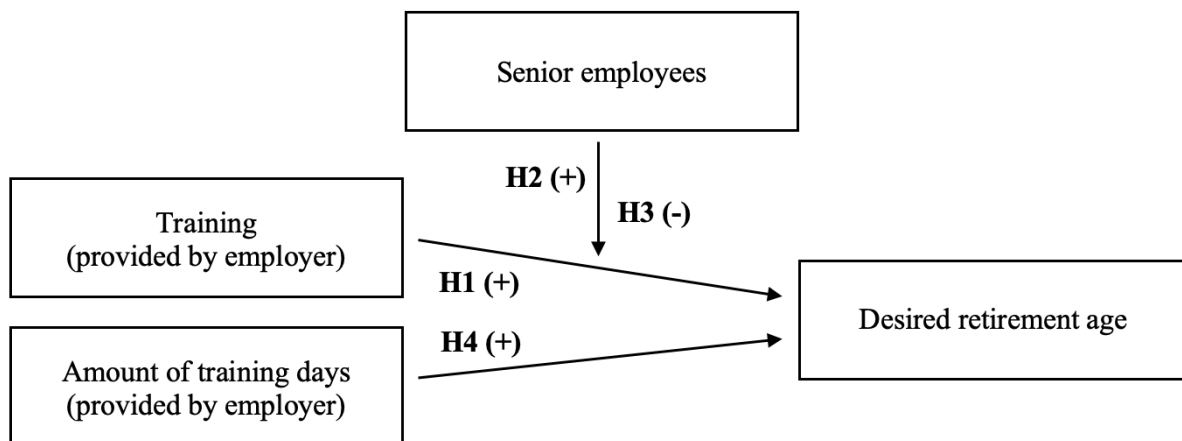 Senior employees
H2 (+)
H3 (-)
Training
(provided by employer)
H1 (+)
Desired retirement age
H4 (+)
Amount of training days
(provided by employer)